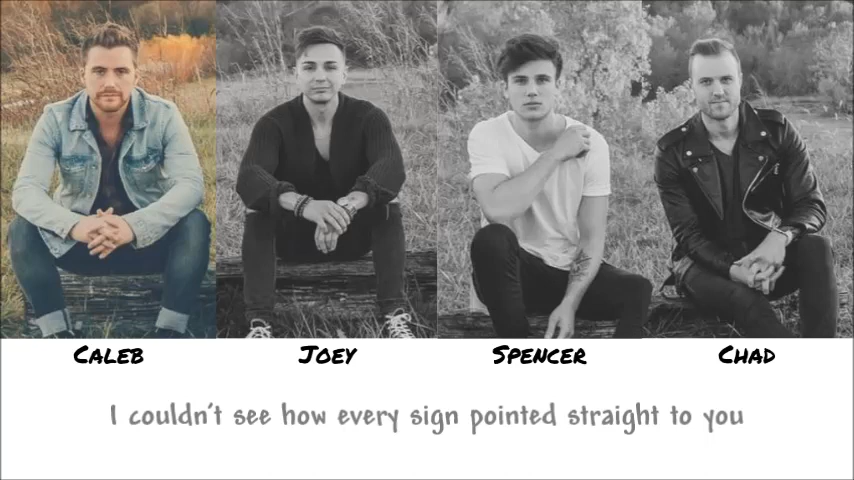 Caleb Joey Spencer Chad
I couldn't see how every sign pointed straight to you